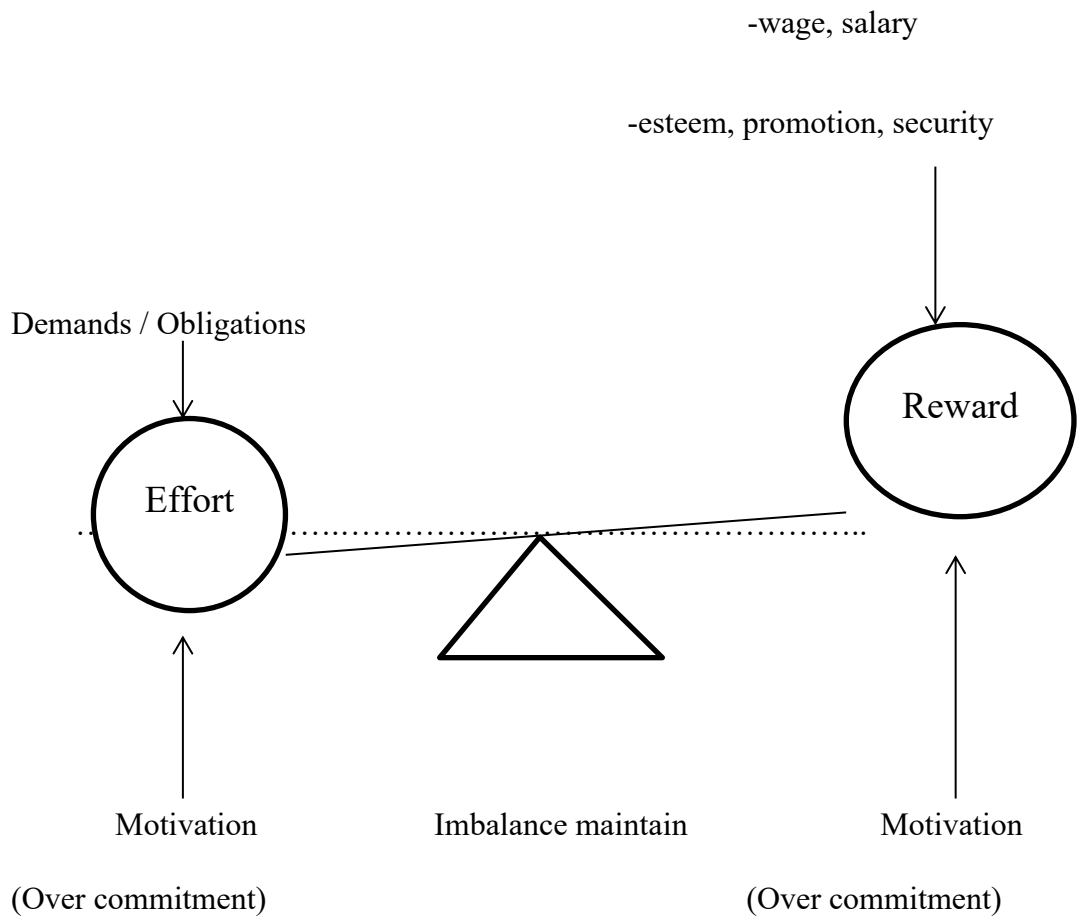 -wage, salary
-esteem, promotion, security
Demands / Obligations
Reward
Effort
Motivation Imbalance maintain Motivation
(Over commitment) (Over commitment)